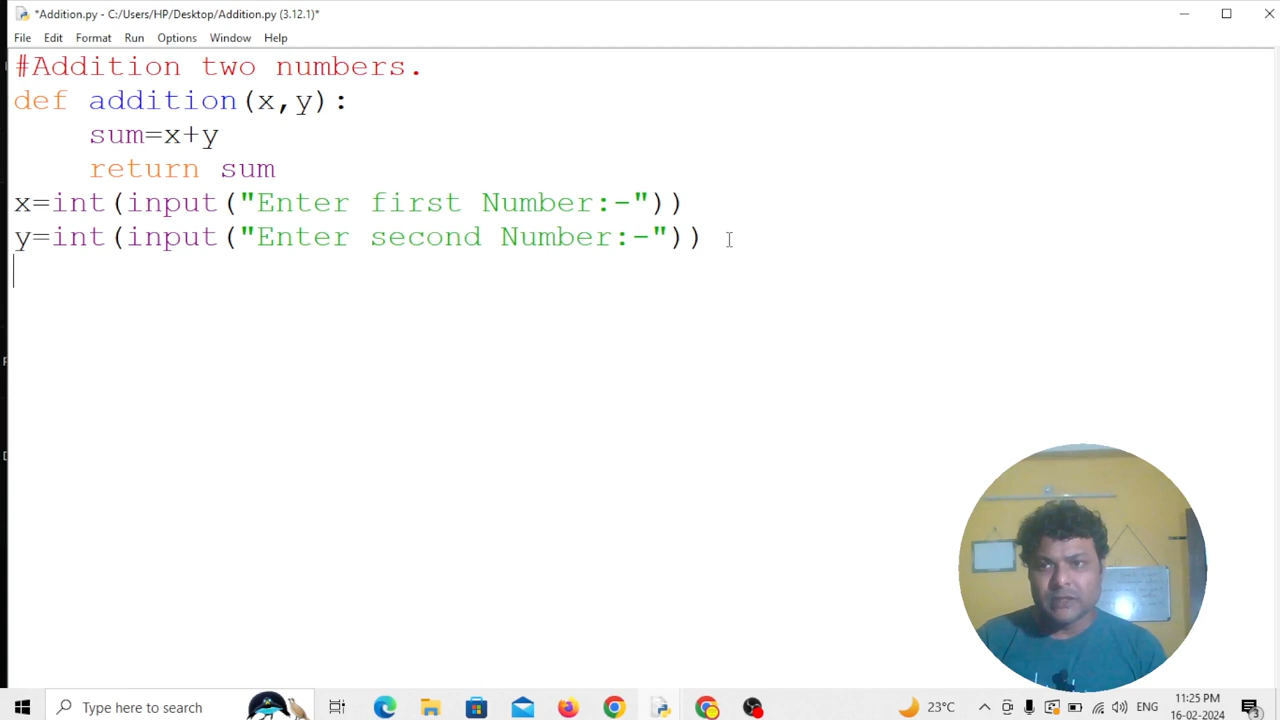 *Addition.py - C:/Users/HP/Desktop/Addition.py (3.12.1)*
File Edit Format Run Options Window Help
#Addition two numbers.
def addition(x,y):
sum=x+y
return sum
x=int(input("Enter first Number:-"))
y=int(input("Enter second Number:-"))
Type here to search
23°C
ENG
11:25 PM
16-02-2024
3